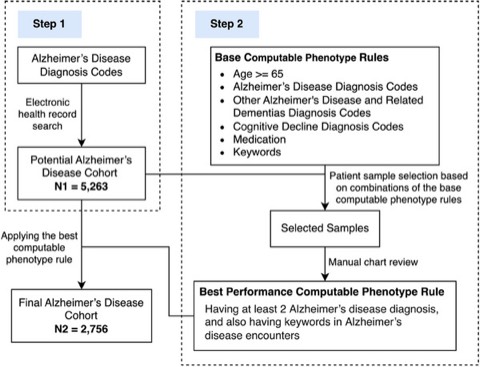 Step 1
Alzheimer's Disease
Diagnosis Codes
Electronic
health record
search
Potential Alzheimer's
Disease Cohort
N1 = 5,263
Applying the best
computable
phenotype rule
Final Alzheimer's Disease
Cohort
N2 = 2,756
Step 2
Base Computable Phenotype Rules
• Age >= 65
• Alzheimer's Disease Diagnosis Codes
• Other Alzheimer's Disease and Related
Dementias Diagnosis Codes
• Cognitive Decline Diagnosis Codes
• Medication
• Keywords
Patient sample selection based
on combinations of the base
computable phenotype rules
Selected Samples
Manual chart review
Best Performance Computable Phenotype Rule
Having at least 2 Alzheimer's disease diagnosis,
and also having keywords in Alzheimer's
disease encounters